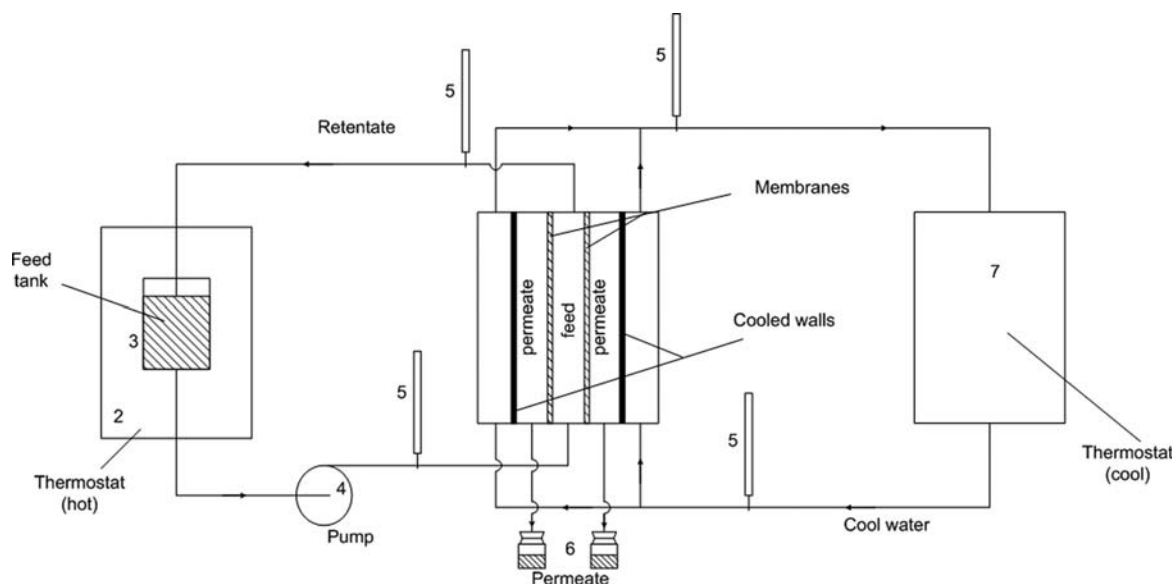 5
5
Retentate
Membranes
Feed
tank
7
permeate
feed
permeate
3
Cooled walls
5
5
2
Thermostat
(hot)
Thermostat
(cool)
4
Pump
Cool water
6
Permeate